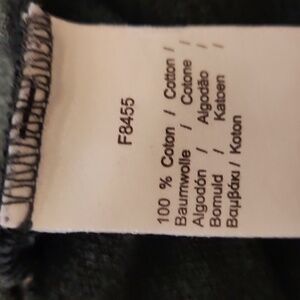 F8455
100 % Coton / Cotton /
Baumwolle / Cotone /
Algodón / Algodão /
Bomuld / Katoen /
Βαμβάκι / Koton